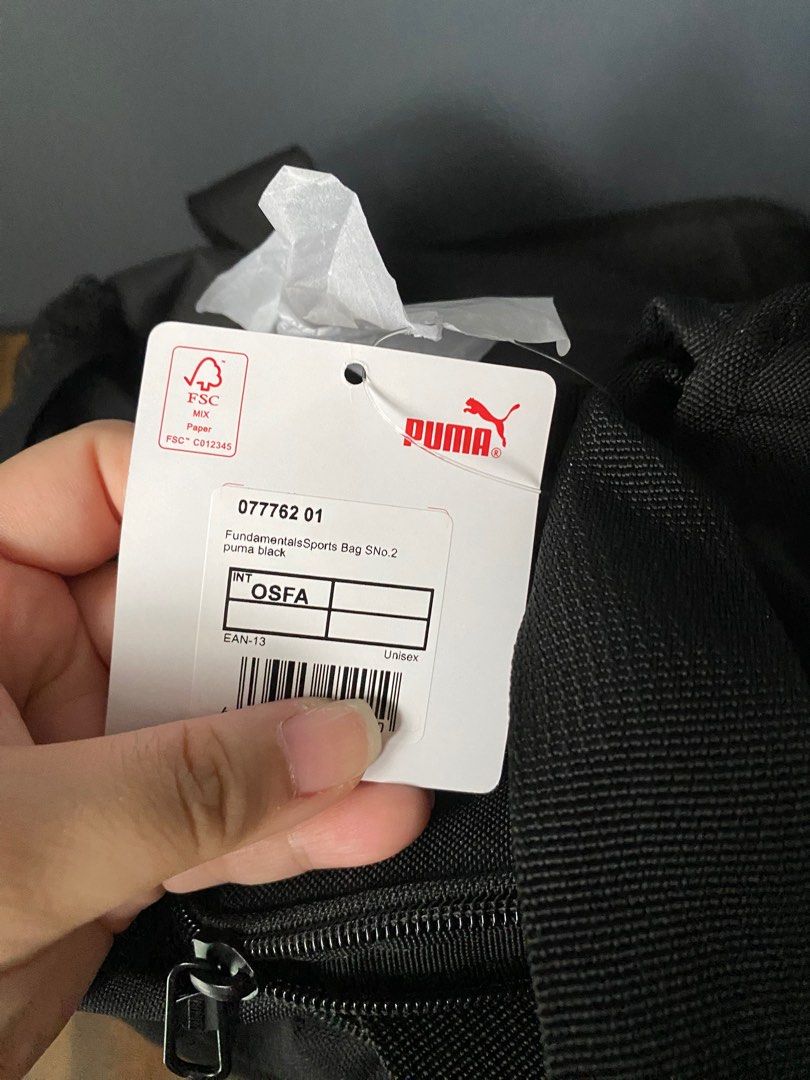 FSC
MIX
Paper
FSC™ C012345
PUMA®
077762 01
FundamentalsSports Bag SNo.2
puma black
INT
OSFA
EAN-13
Unisex